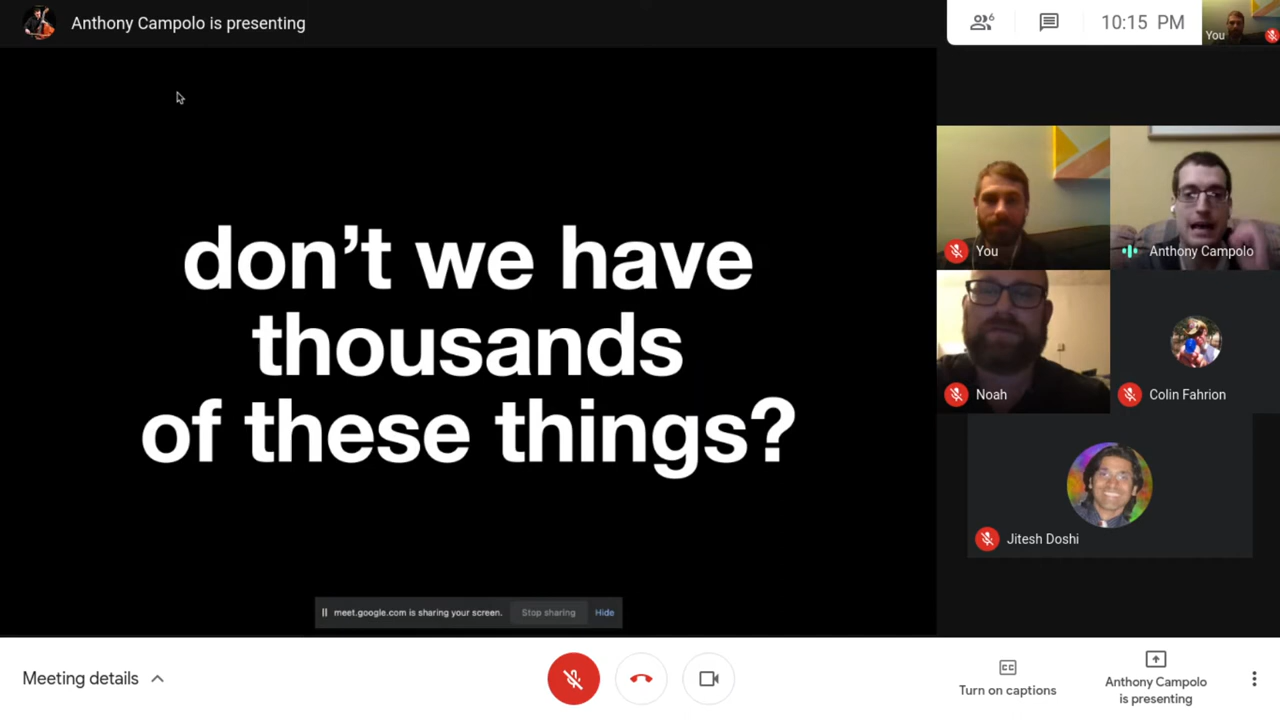 Anthony Campolo is presenting
6
10:15 PM
You
don’t we have
thousands
of these things?
You
Anthony Campolo
Noah
Colin Fahrion
Jitesh Doshi
meet.google.com is sharing your screen.
Stop sharing
Hide
Meeting details
Turn on captions
Anthony Campolo
is presenting